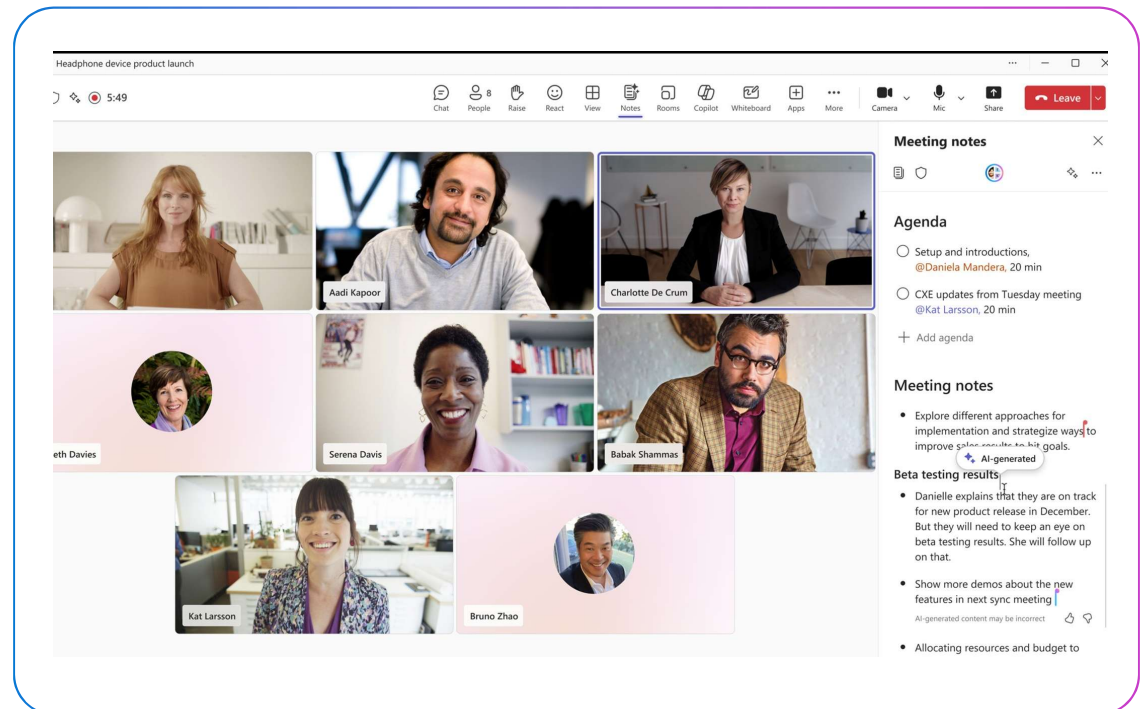 Headphone device product launch
5:49
Chat
People
8
Raise
React
View
Notes
Rooms
Copilot
Whiteboard
Apps
More
Camera
Mic
Share
Leave
Aadi Kapoor
Charlotte De Crum
eth Davies
Serena Davis
Babak Shammas
Kat Larsson
Bruno Zhao
Meeting notes
Agenda
Setup and introductions,
@Daniela Mandera, 20 min
CXE updates from Tuesday meeting
@Kat Larsson, 20 min
Add agenda
Meeting notes
• Explore different approaches for
implementation and strategize ways to
improve sales results to hit goals.
AI-generated
Beta testing results
• Danielle explains that they are on track
for new product release in December.
But they will need to keep an eye on
beta testing results. She will follow up
on that.
• Show more demos about the new
features in next sync meeting
AI-generated content may be incorrect
• Allocating resources and budget to